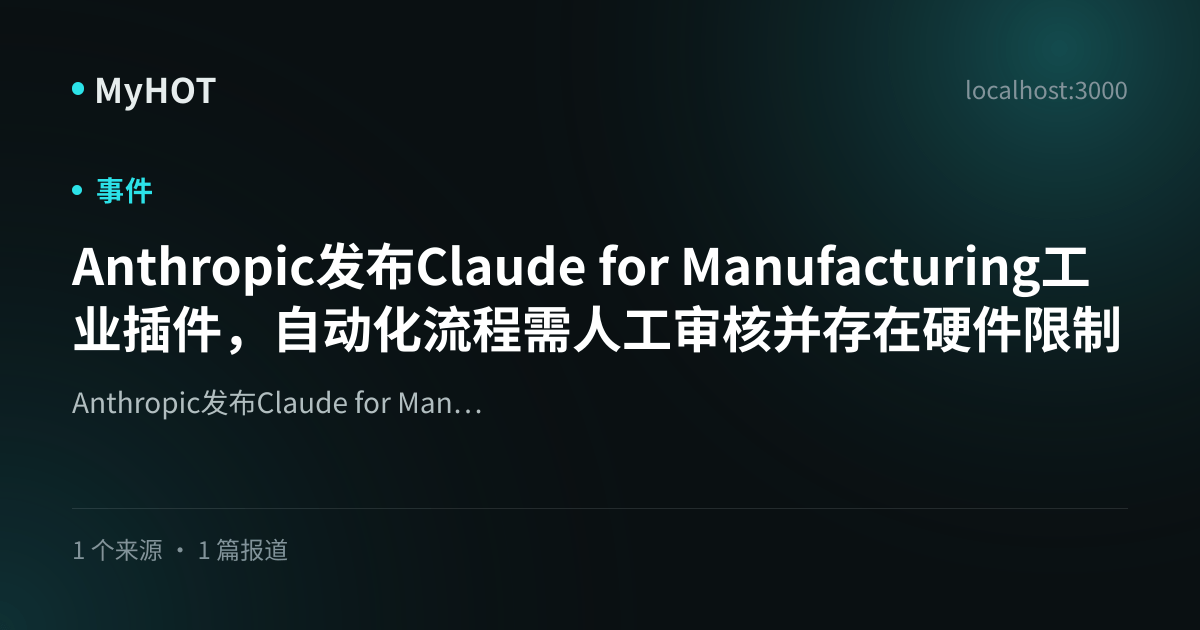 MyHOT
localhost:3000
事件
Anthropic发布Claude for Manufacturing工
业插件，自动化流程需人工审核并存在硬件限制
Anthropic发布Claude for Man…
1 个来源 · 1 篇报道